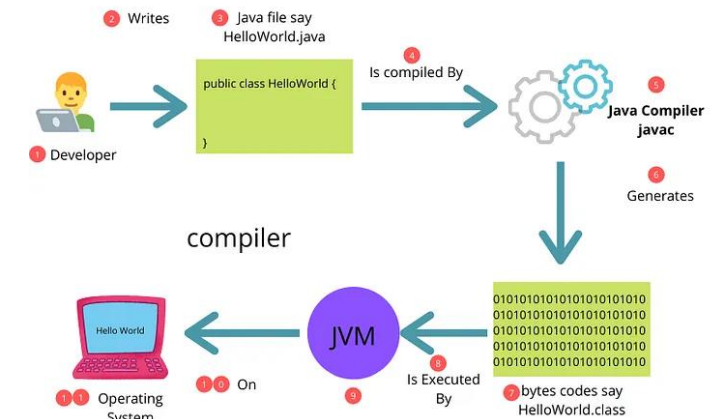 2 Writes
3 Java file say
HelloWorld.java
4
Is compiled By
public class HelloWorld {
}
5
Java Compiler
javac
1 Developer
6
Generates
compiler
01010101010101010101010
01010101010101010101010
01010101010101010101010
01010101010101010101010
01010101010101010101010
Hello World
JVM
8
Is Executed
By
1 0 On
9
7 bytes codes say
HelloWorld.class
1 1 Operating
System